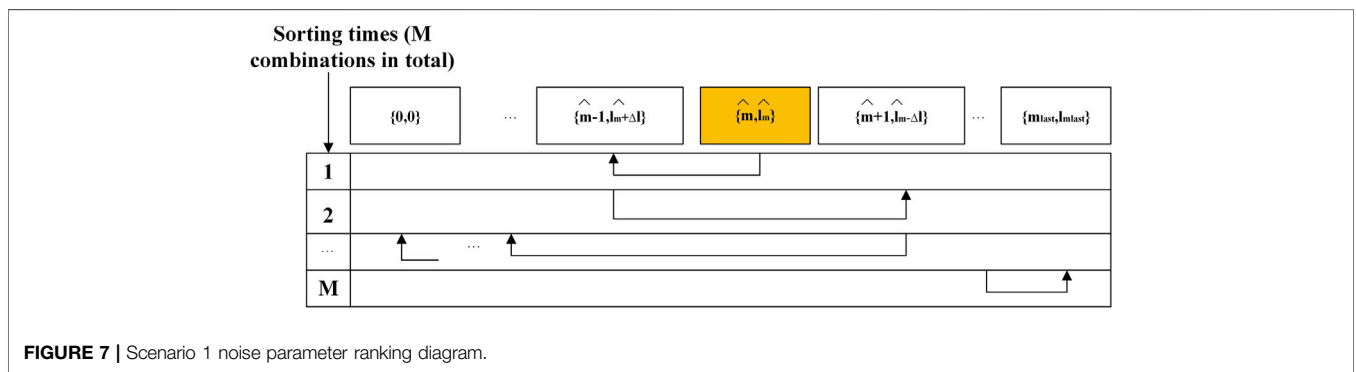 Sorting times (M
combinations in total)
{0,0} ... {m̂-1,l̂m+Δl} {m̂,l̂m} {m̂+1,l̂m-Δl} ... {mlast,lmlast}
1
2
... ...
M
FIGURE 7 | Scenario 1 noise parameter ranking diagram.